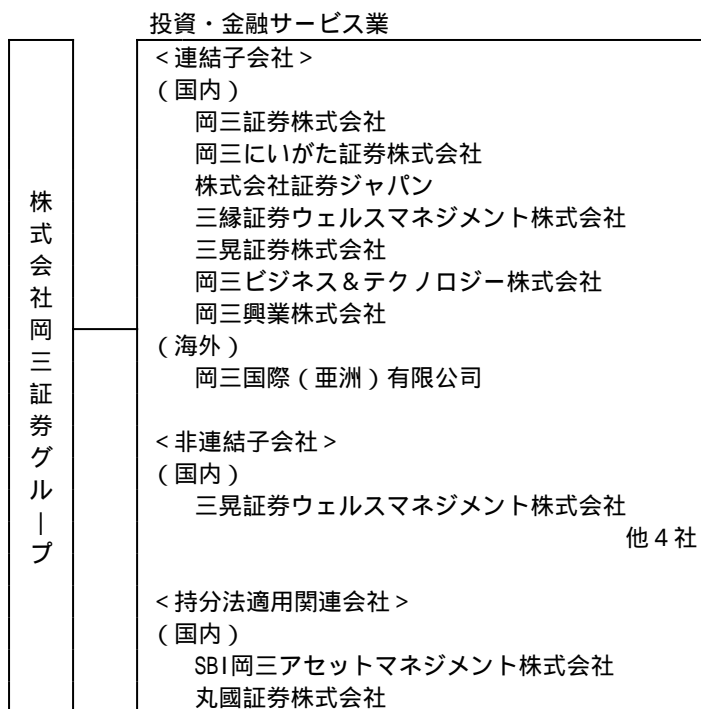 投資・金融サービス業
株式会社岡三証券グループ
＜連結子会社＞
（国内）
岡三証券株式会社
岡三にいがた証券株式会社
株式会社証券ジャパン
三縁証券ウェルスマネジメント株式会社
三晃証券株式会社
岡三ビジネス＆テクノロジー株式会社
岡三興業株式会社
（海外）
岡三国際（亜洲）有限公司
＜非連結子会社＞
（国内）
三晃証券ウェルスマネジメント株式会社
他４社
＜持分法適用関連会社＞
（国内）
SBI岡三アセットマネジメント株式会社
丸國証券株式会社